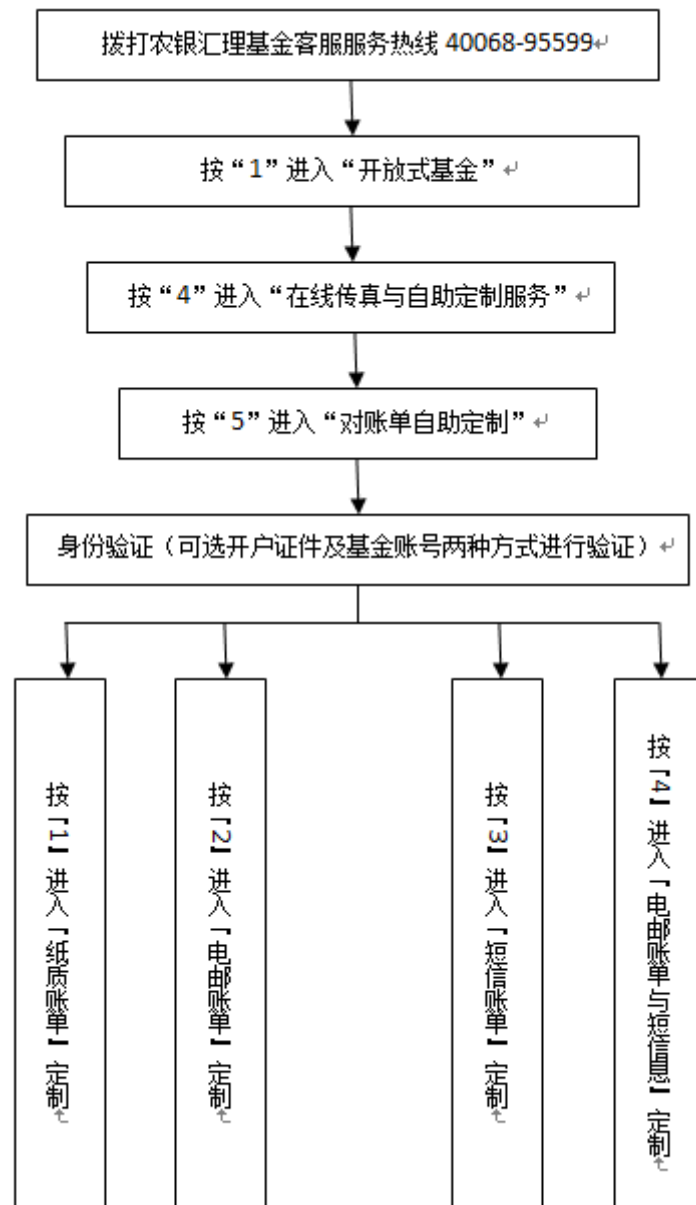 拨打农银汇理基金客服服务热线 40068-95599↵
按“1”进入“开放式基金”↵
按“4”进入“在线传真与自助定制服务”↵
按“5”进入“对账单自助定制”↵
身份验证（可选开户证件及基金账号两种方式进行验证）↵
按「1」进入「纸质账单」定制↵
按「2」进入「电邮账单」定制↵
按「3」进入「短信账单」定制↵
按「4」进入「电邮账单与短信息」定制↵